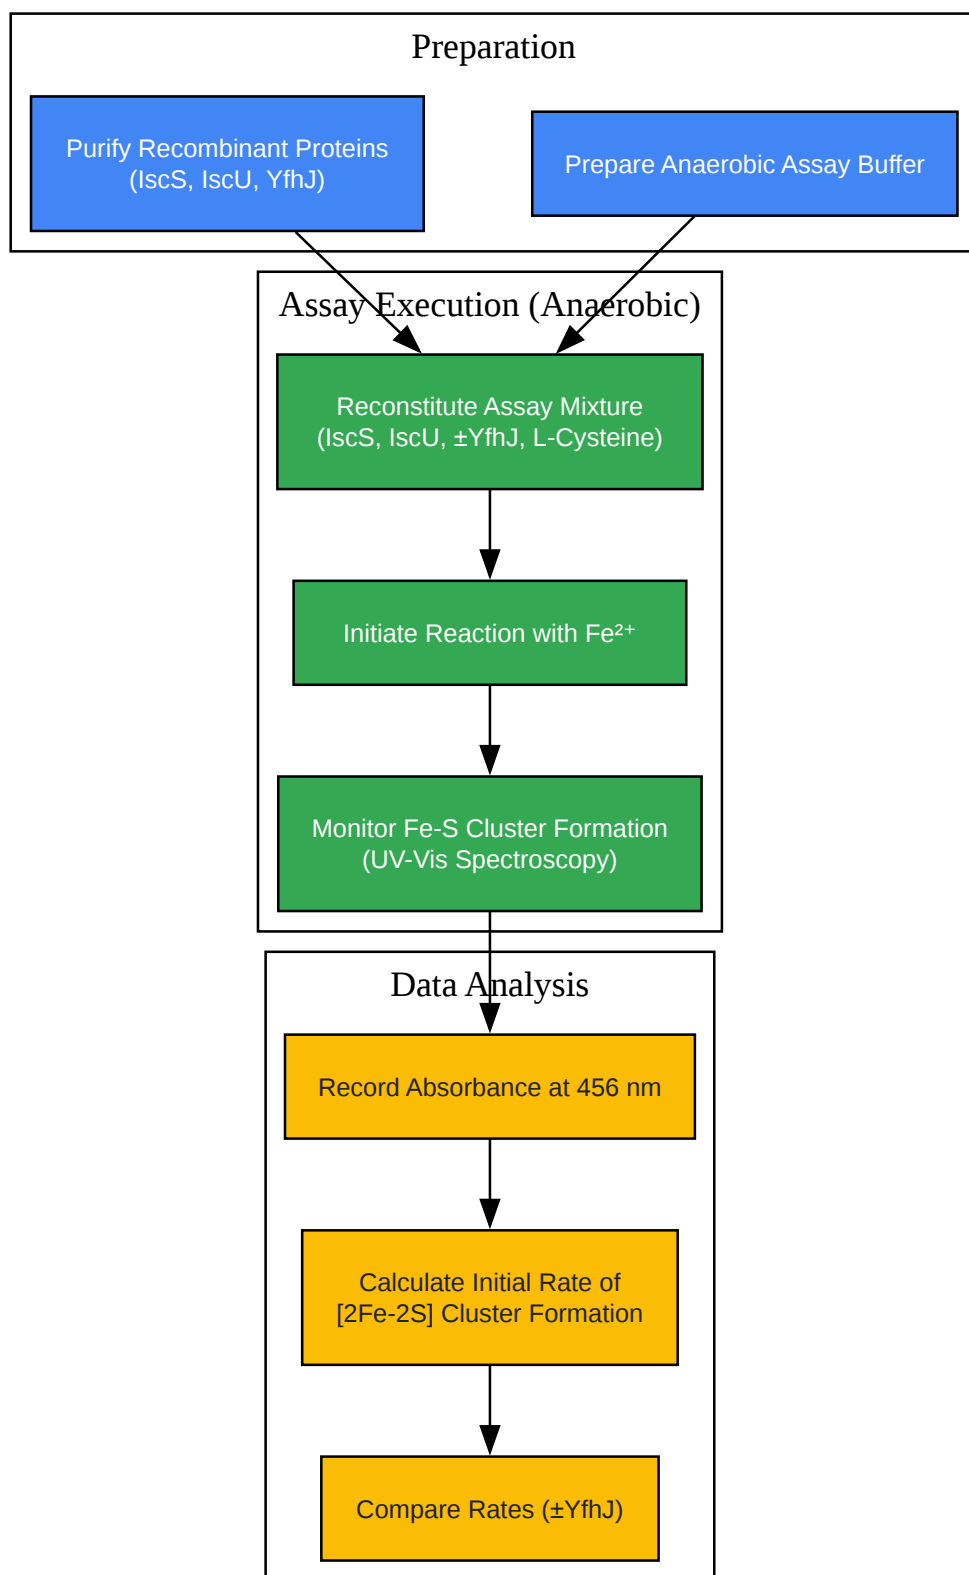 Preparation
Purify Recombinant Proteins
(IscS, IscU, YfhJ)
Prepare Anaerobic Assay Buffer
Assay Execution (Anaerobic)
Reconstitute Assay Mixture
(IscS, IscU, ±YfhJ, L-Cysteine)
Initiate Reaction with Fe²⁺
Monitor Fe-S Cluster Formation
(UV-Vis Spectroscopy)
Data Analysis
Record Absorbance at 456 nm
Calculate Initial Rate of
[2Fe-2S] Cluster Formation
Compare Rates (±YfhJ)